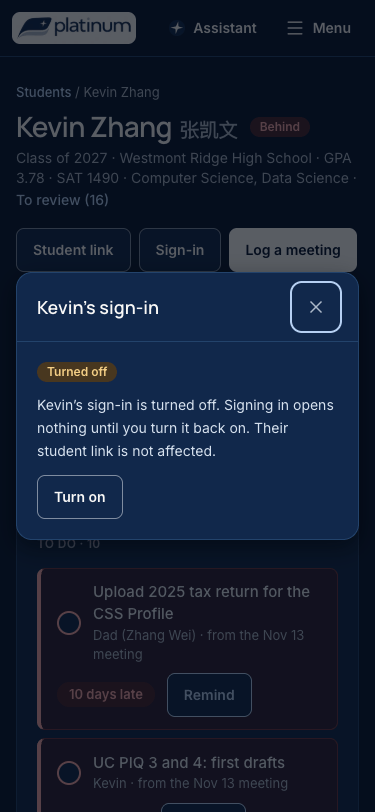 platinum
Assistant
Menu
Students / Kevin Zhang
Kevin Zhang 张凯文 Behind
Class of 2027 · Westmont Ridge High School · GPA
3.78 · SAT 1490 · Computer Science, Data Science ·
To review (16)
Student link
Sign-in
Log a meeting
Kevin’s sign-in
Turned off
Kevin’s sign-in is turned off. Signing in opens
nothing until you turn it back on. Their
student link is not affected.
Turn on
To do · 10
Upload 2025 tax return for the
CSS Profile
Dad (Zhang Wei) · from the Nov 13
meeting
10 days late
Remind
UC PIQ 3 and 4: first drafts
Kevin · from the Nov 13 meeting